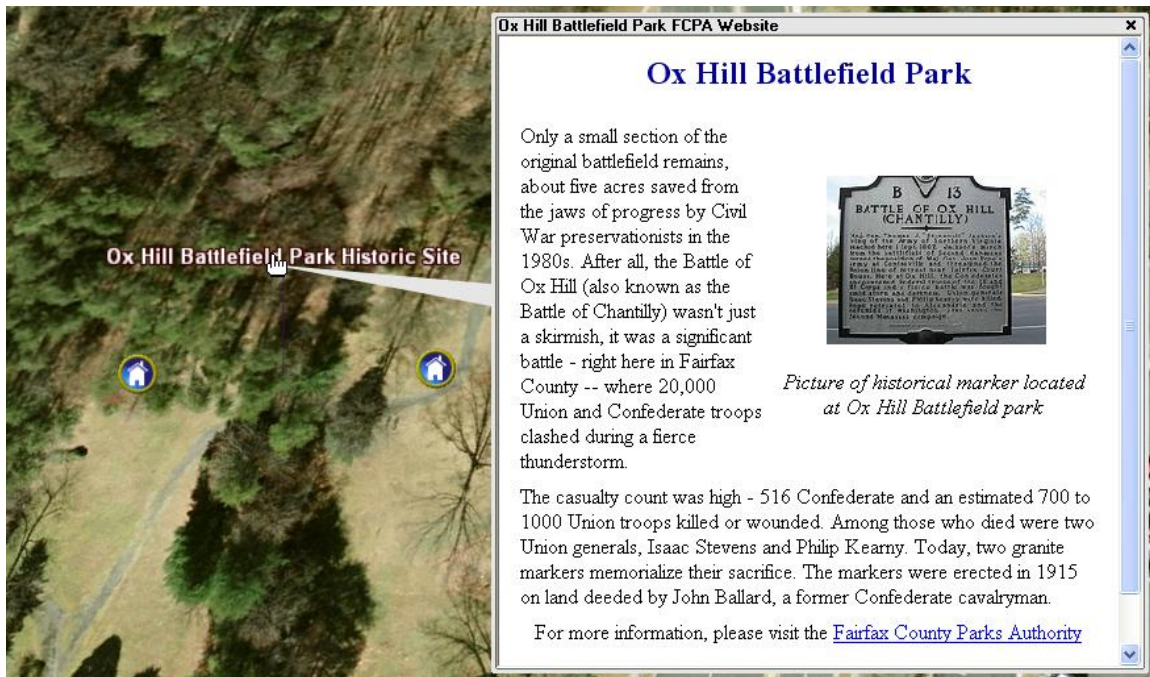 Ox Hill Battlefield Park FCPA Website
Ox Hill Battlefield Park
Only a small section of the
original battlefield remains,
about five acres saved from
the jaws of progress by Civil
War preservationists in the
1980s. After all, the Battle of
Ox Hill (also known as the
Battle of Chantilly) wasn't just
a skirmish, it was a significant
battle - right here in Fairfax
County -- where 20,000
Union and Confederate troops
clashed during a fierce
thunderstorm.
B 13
BATTLE OF OX HILL
(CHANTILLY)
Picture of historical marker located
at Ox Hill Battlefield park
The casualty count was high - 516 Confederate and an estimated 700 to
1000 Union troops killed or wounded. Among those who died were two
Union generals, Isaac Stevens and Philip Kearny. Today, two granite
markers memorialize their sacrifice. The markers were erected in 1915
on land deeded by John Ballard, a former Confederate cavalryman.
For more information, please visit the Fairfax County Parks Authority
Ox Hill Battlefield Park Historic Site